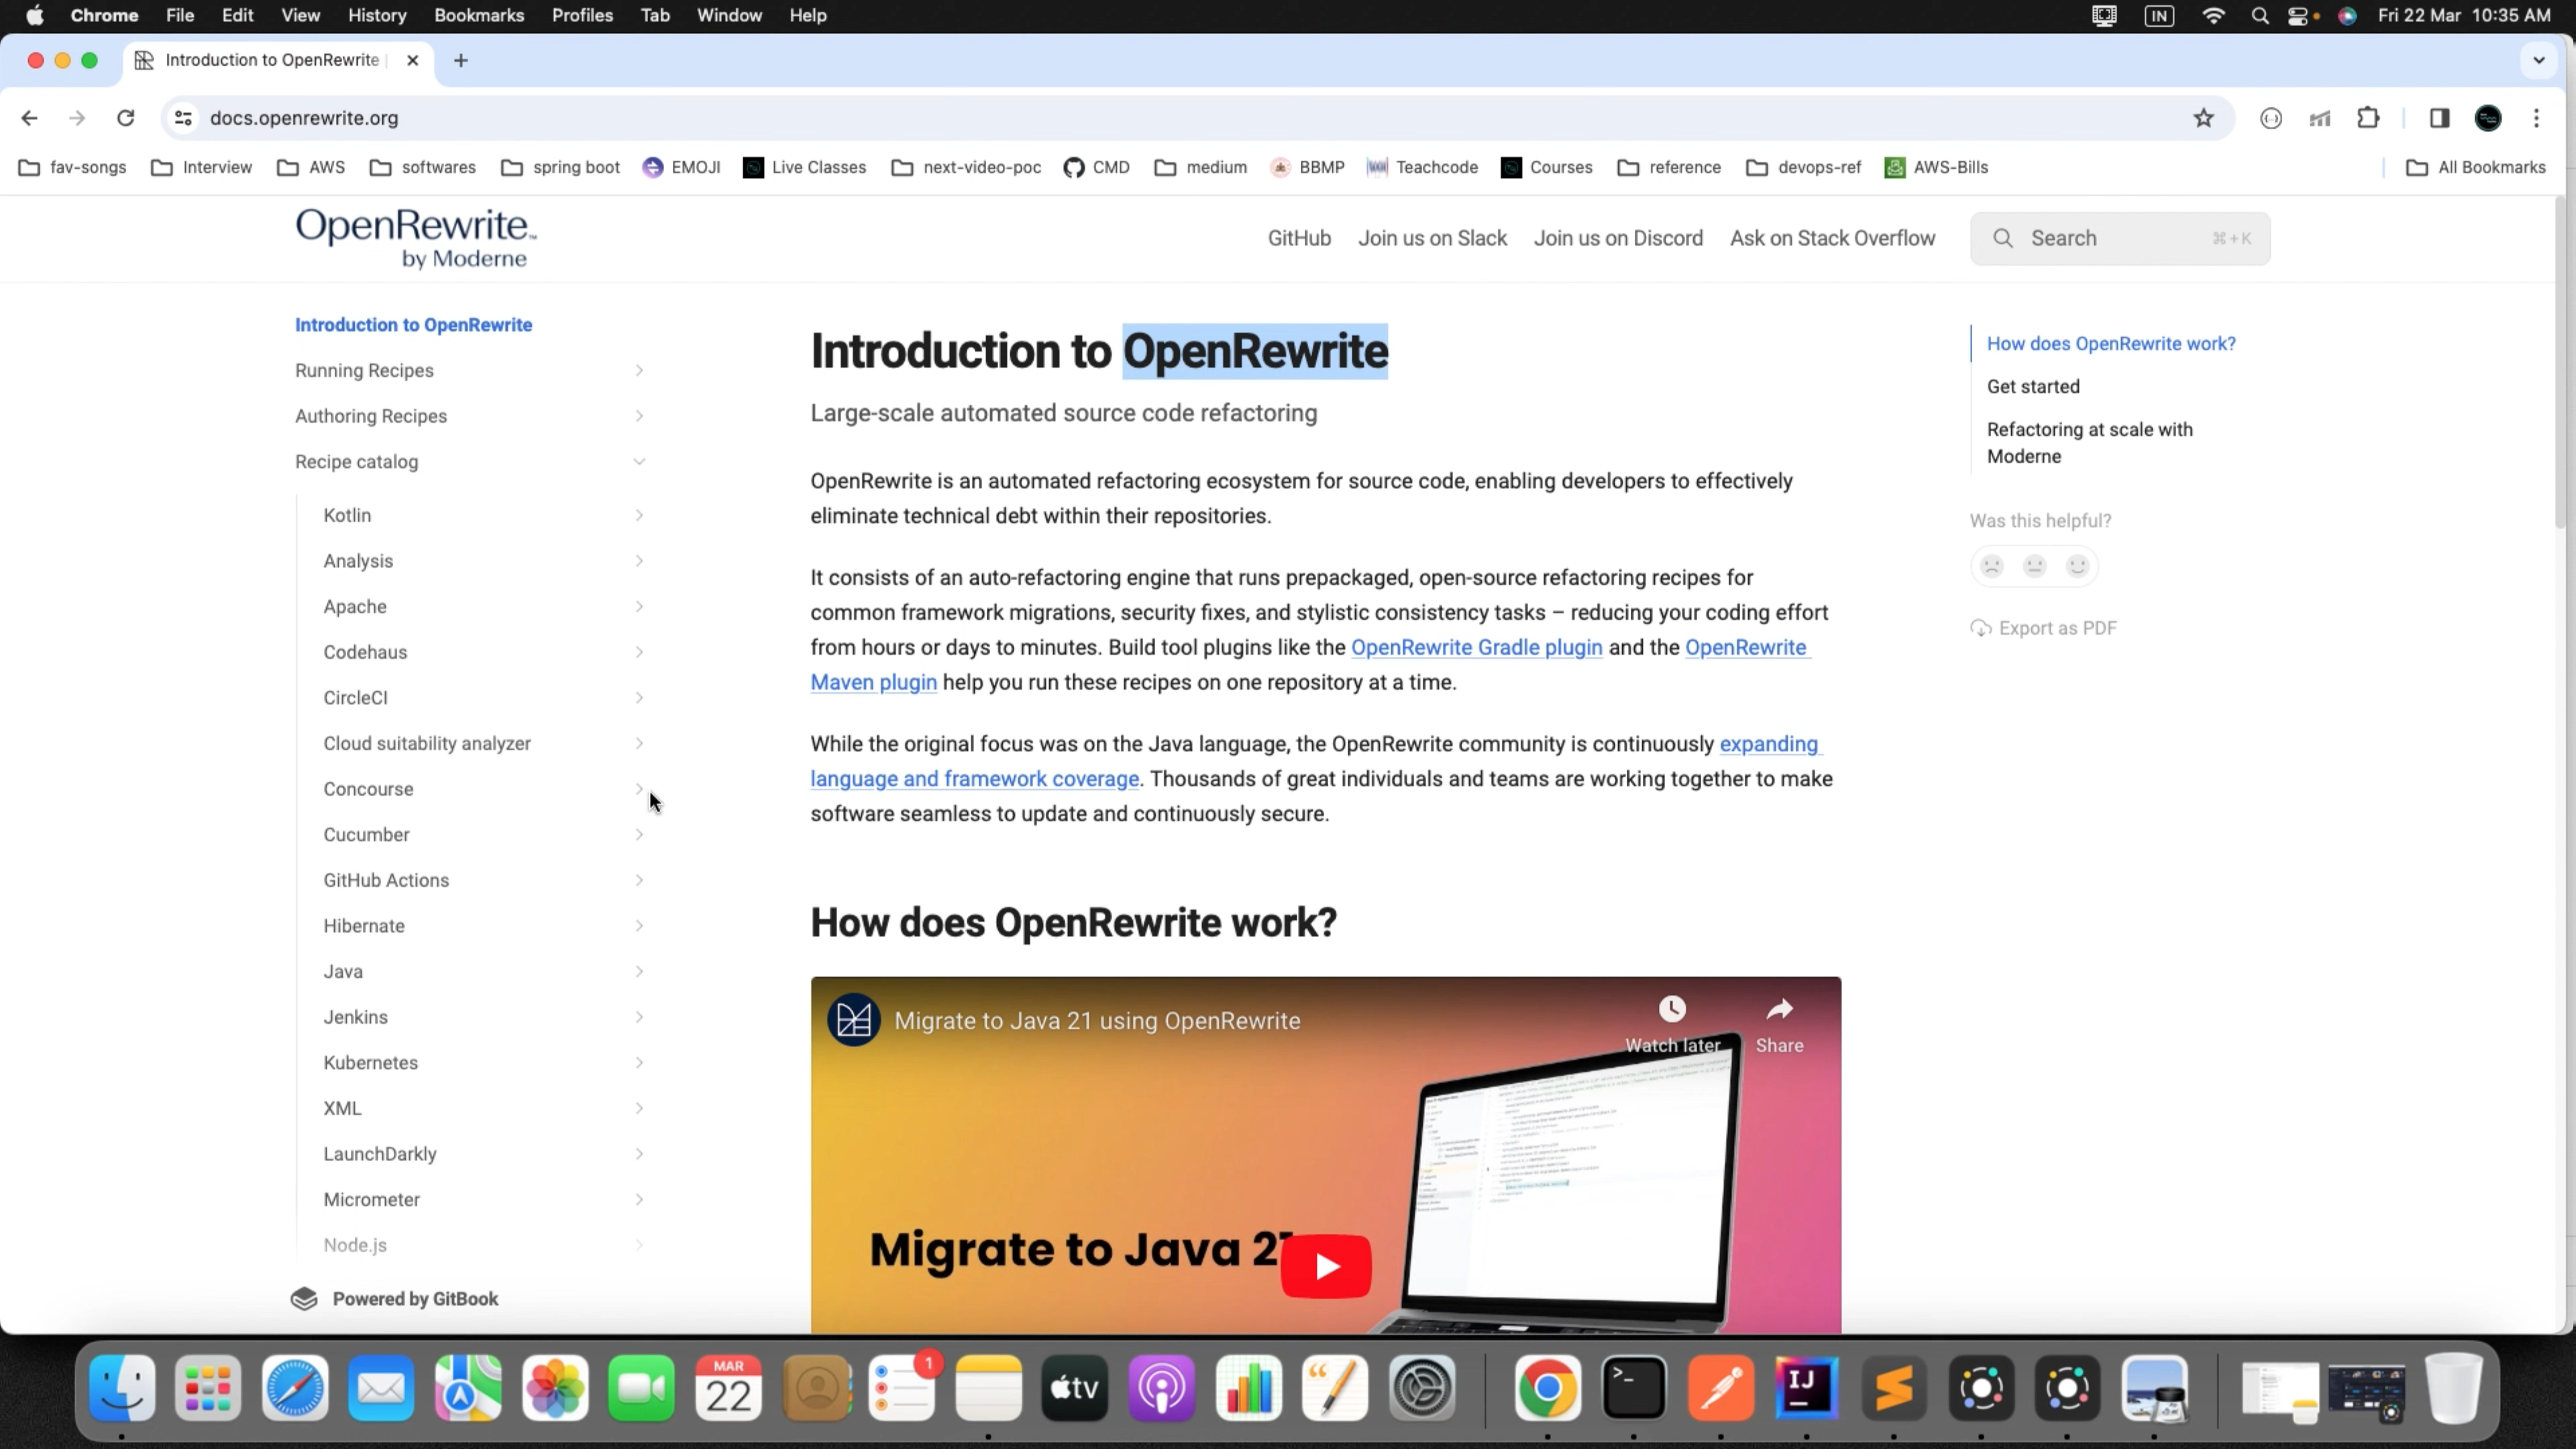 Chrome File Edit View History Bookmarks Profiles Tab Window Help IN Fri 22 Mar 10:35 AM
Introduction to OpenRewrite
docs.openrewrite.org
fav-songs Interview AWS softwares spring boot EMOJI Live Classes next-video-poc CMD medium BBMP Teachcode Courses reference devops-ref AWS-Bills All Bookmarks
OpenRewrite
by Moderne
GitHub Join us on Slack Join us on Discord Ask on Stack Overflow Search ⌘+K
Introduction to OpenRewrite
Running Recipes
Authoring Recipes
Recipe catalog
Kotlin
Analysis
Apache
Codehaus
CircleCI
Cloud suitability analyzer
Concourse
Cucumber
GitHub Actions
Hibernate
Java
Jenkins
Kubernetes
XML
LaunchDarkly
Micrometer
Node.js
Powered by GitBook
Introduction to OpenRewrite
Large-scale automated source code refactoring
OpenRewrite is an automated refactoring ecosystem for source code, enabling developers to effectively
eliminate technical debt within their repositories.
It consists of an auto-refactoring engine that runs prepackaged, open-source refactoring recipes for
common framework migrations, security fixes, and stylistic consistency tasks – reducing your coding effort
from hours or days to minutes. Build tool plugins like the OpenRewrite Gradle plugin and the OpenRewrite
Maven plugin help you run these recipes on one repository at a time.
While the original focus was on the Java language, the OpenRewrite community is continuously expanding
language and framework coverage. Thousands of great individuals and teams are working together to make
software seamless to update and continuously secure.
How does OpenRewrite work?
Migrate to Java 21 using OpenRewrite
Watch later Share
Migrate to Java 21
How does OpenRewrite work?
Get started
Refactoring at scale with
Moderne
Was this helpful?
Export as PDF
MAR
22
1
tv
IJ